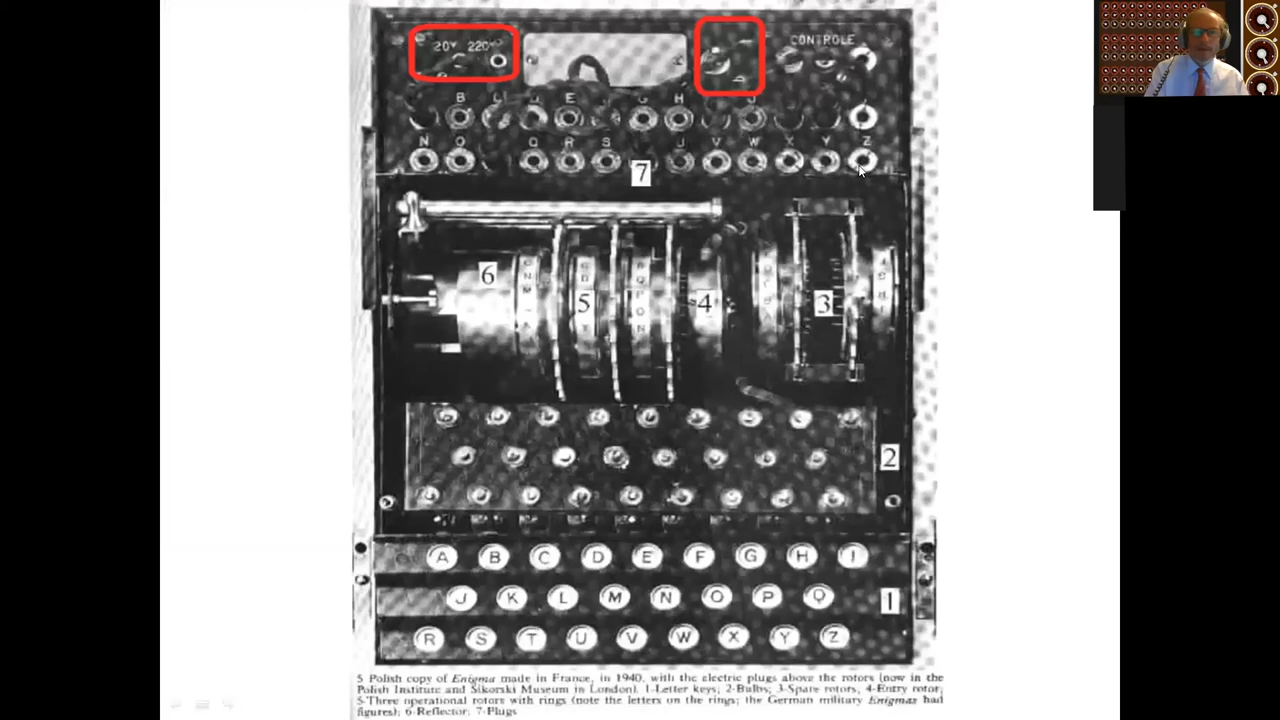 20V 220V
CONTROLE
B C D E G H J
N O Q R S U V W X Y Z
7
6
5
4
3
2
A B C D E F G H I
J K L M N O P Q
1
R S T U V W X Y Z
5 Polish copy of Enigma made in France, in 1940, with the electric plugs above the rotors (now in the
Polish Institute and Sikorski Museum in London). 1-Letter keys; 2-Bulbs; 3-Spare rotors, 4-Entry rotor;
5-Three operational rotors with rings (note the letters on the rings; the German military Enigmas had
figures); 6-Reflector; 7-Plugs